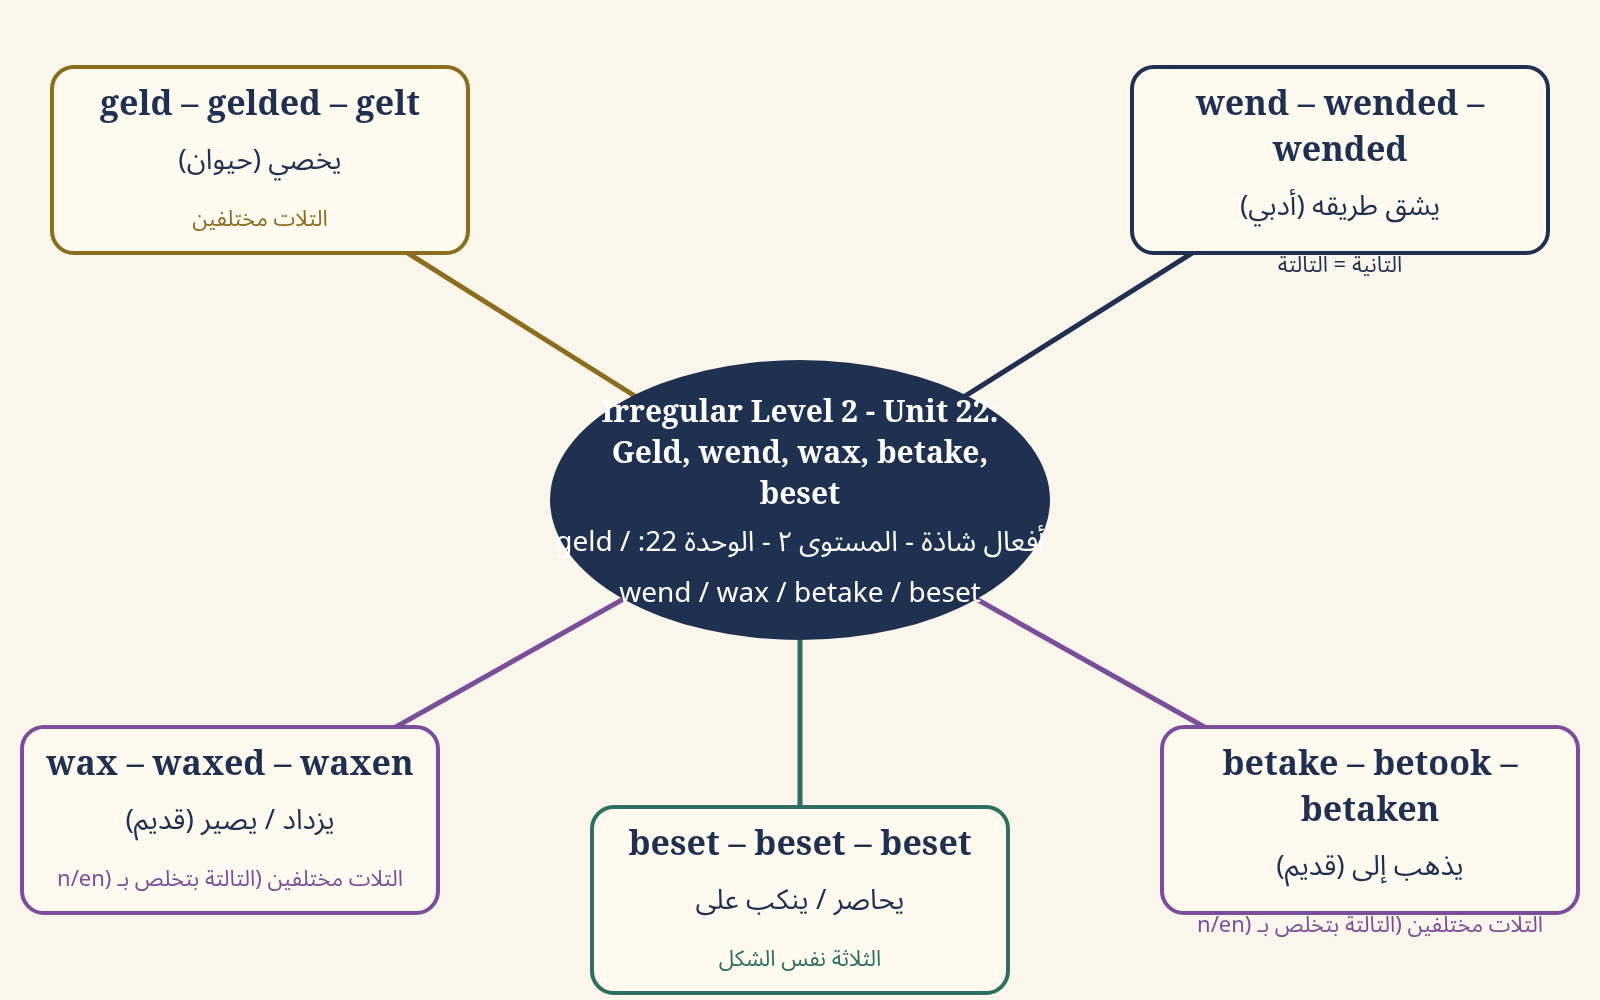 geld – gelded – gelt
يخصي (حيوان)
التلات مختلفين
wend – wended –
wended
يشق طريقه (أدبي)
التانية = التالتة
Irregular Level 2 - Unit 22:
Geld, wend, wax, betake,
beset
أفعال شاذة - المستوى ٢ - الوحدة 22: / geld
wend / wax / betake / beset
wax – waxed – waxen
يزداد / يصير (قديم)
التلات مختلفين (التالتة بتخلص بـ n/en)
beset – beset – beset
يحاصر / ينكب على
الثلاثة نفس الشكل
betake – betook –
betaken
يذهب إلى (قديم)
التلات مختلفين (التالتة بتخلص بـ n/en)